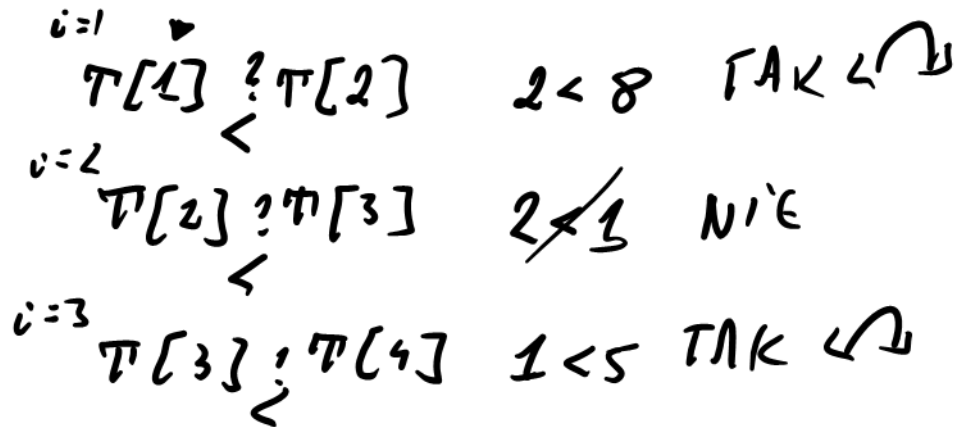 i=1
T[1] ? T[2] 2 < 8 TAK
<
i=2
T[2] ? T[3] 2 < 1 NIE
<
i=3
T[3] ? T[4] 1 < 5 TAK
<